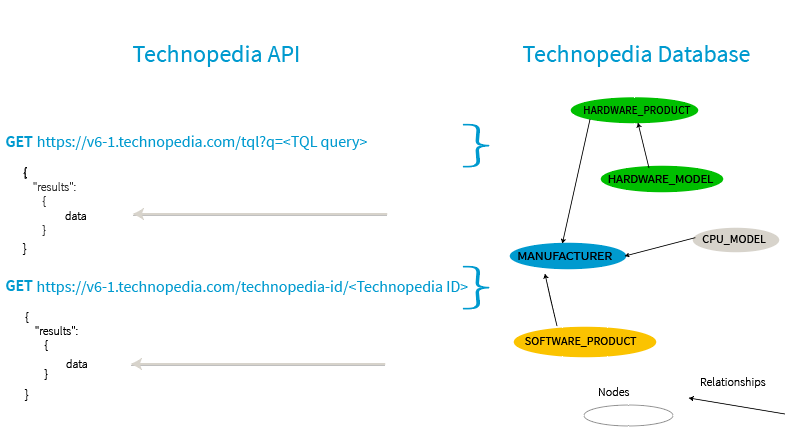 Technopedia API
GET https://v6-1.technopedia.com/tql?q=<TQL query>
{
"results":
{
data
}
}
GET https://v6-1.technopedia.com/technopedia-id/<Technopedia ID>
{
"results":
{
data
}
}
Technopedia Database
HARDWARE_PRODUCT
HARDWARE_MODEL
CPU_MODEL
MANUFACTURER
SOFTWARE_PRODUCT
Nodes
Relationships